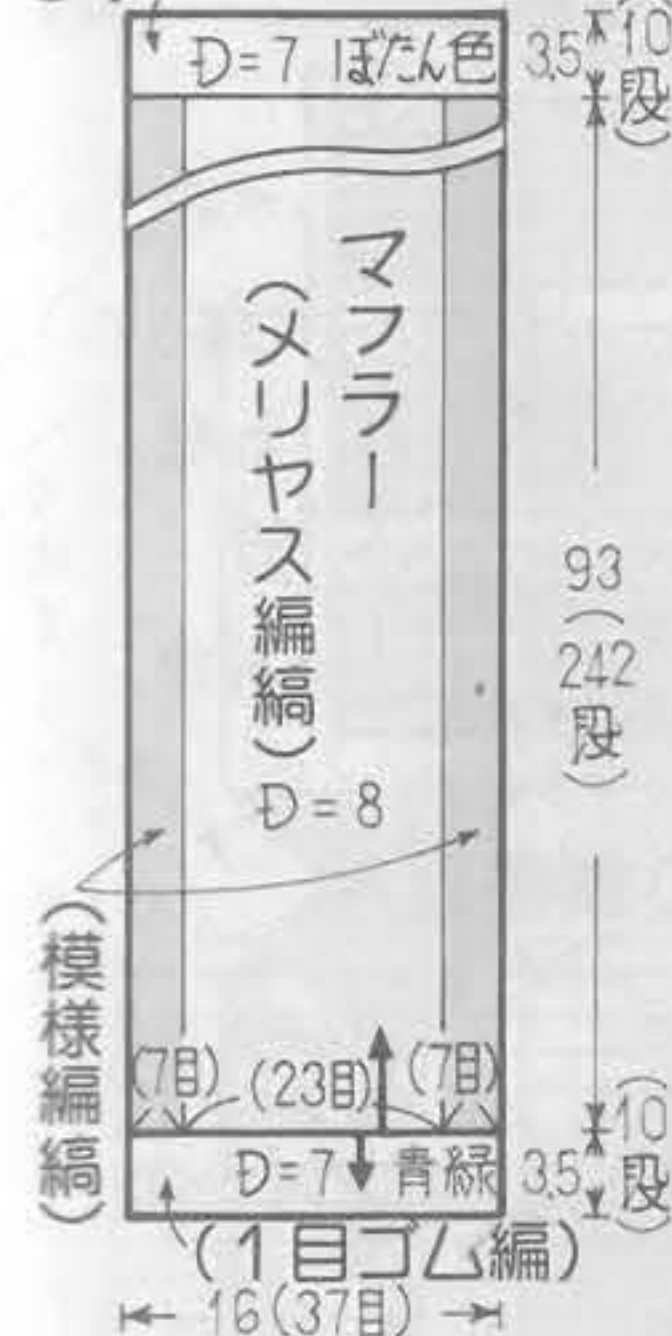 D=7 ぼたん色
3.5
(10段)
マフラー
(メリヤス編縞)
D=8
93
(242段)
(模様編縞)
(7目)
(23目)
(7目)
D=7
青緑
3.5
(10段)
(1目ゴム編)
16(37目)